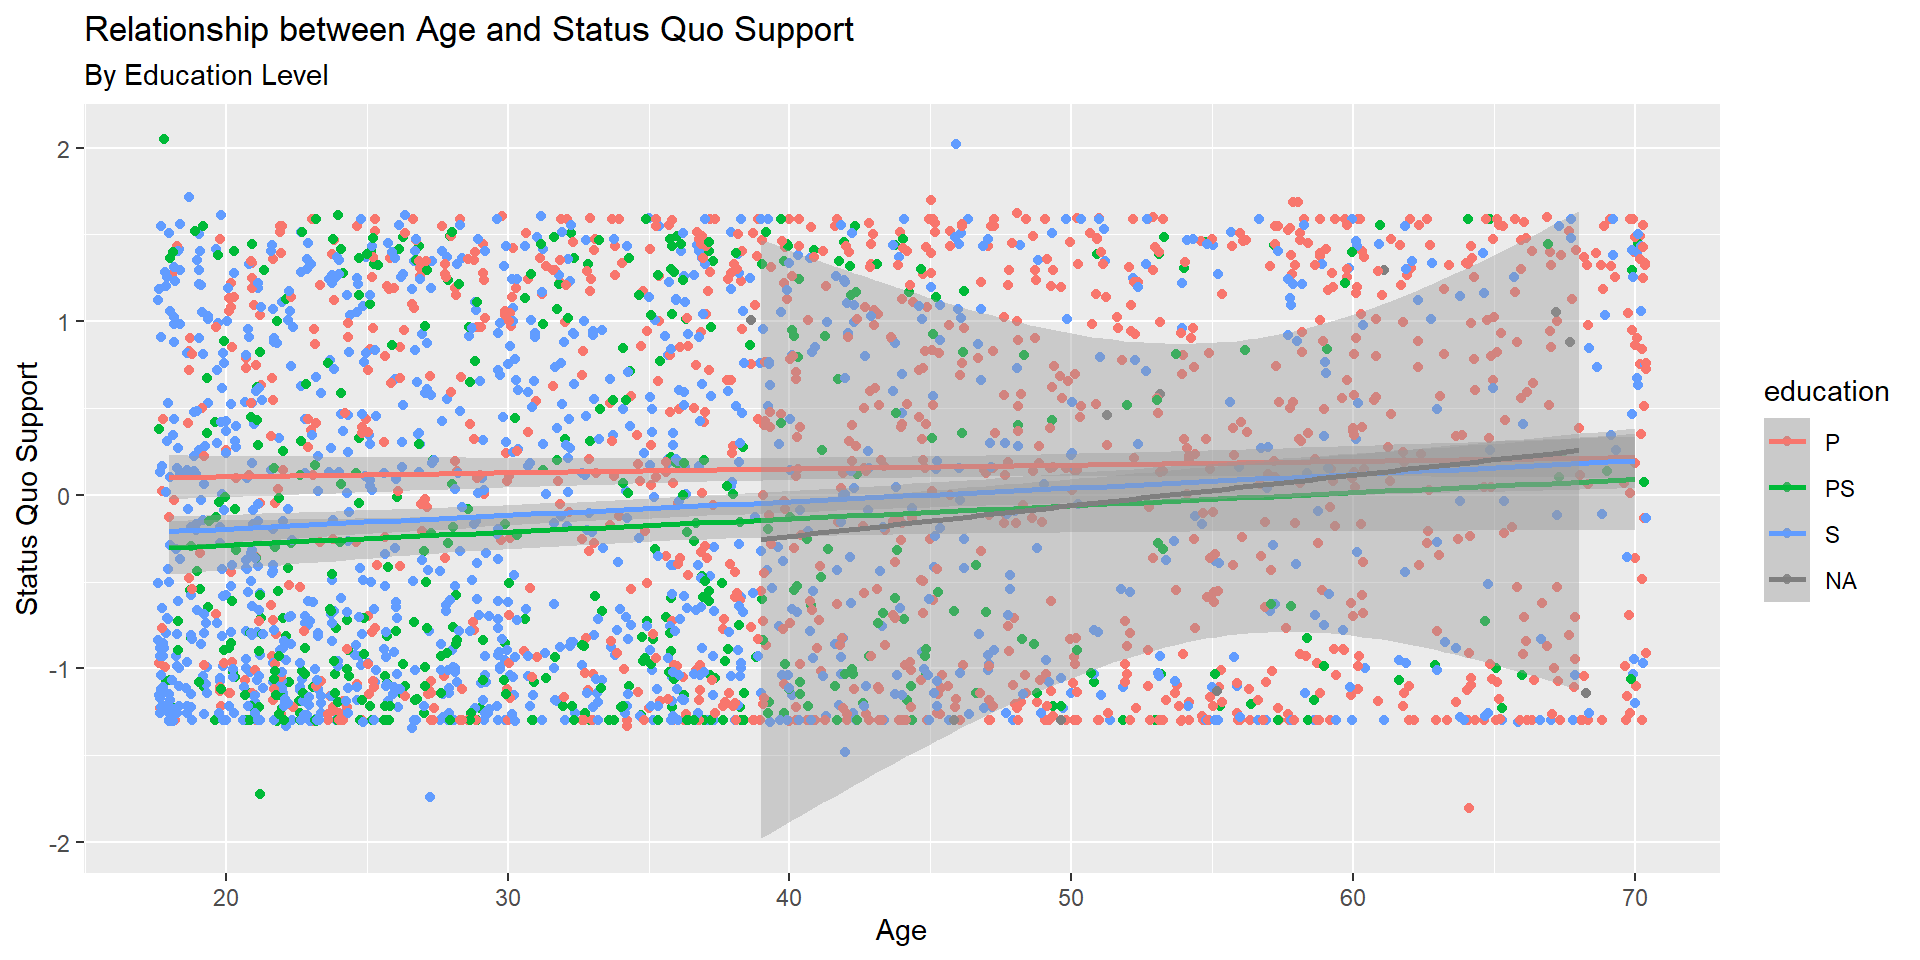 Relationship between Age and Status Quo Support
By Education Level
Status Quo Support
2
1
0
-1
-2
20
30
40
50
60
70
Age
education
P
PS
S
NA